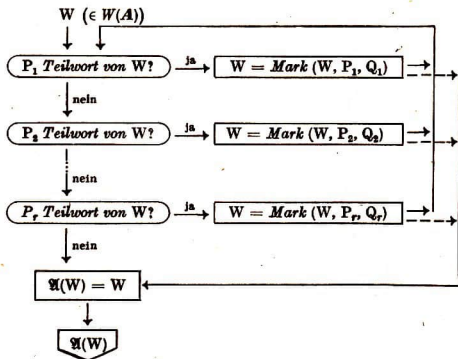 W (∈ W(A))
P₁ Teilwort von W? ja W = Mark (W, P₁, Q₁)
nein
P₂ Teilwort von W? ja W = Mark (W, P₂, Q₂)
nein
Pᵣ Teilwort von W? ja W = Mark (W, Pᵣ, Qᵣ)
nein
𝔄(W) = W
𝔄(W)